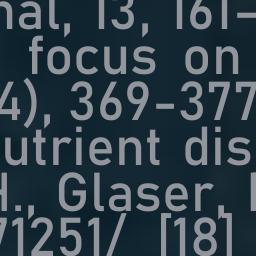 nal, 13, 161–
focus on
4), 369-377
utrient dis
H., Glaser,
71251/ [18]